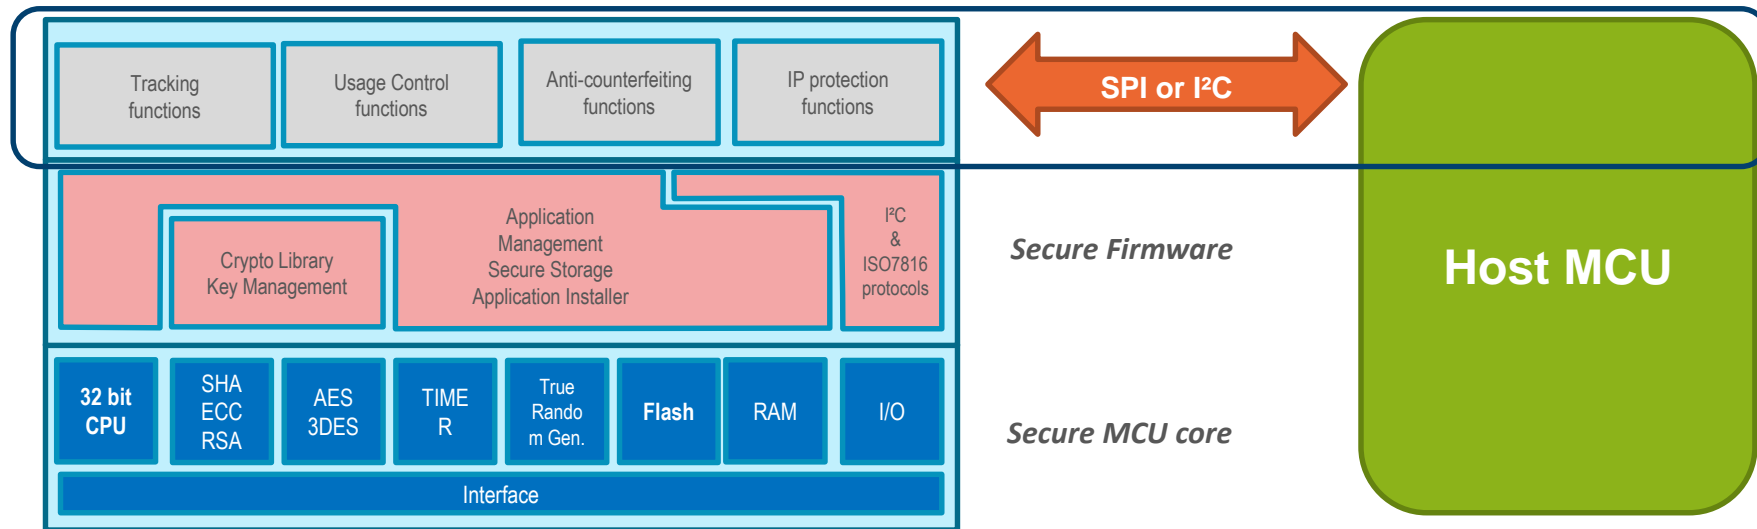 Tracking
functions
Usage Control
functions
Anti-counterfeiting
functions
IP protection
functions
SPI or I²C
Host MCU
Crypto Library
Key Management
Application
Management
Secure Storage
Application Installer
I²C
&
ISO7816
protocols
Secure Firmware
32 bit
CPU
SHA
ECC
RSA
AES
3DES
TIME
R
True
Rando
m Gen.
Flash
RAM
I/O
Secure MCU core
Interface